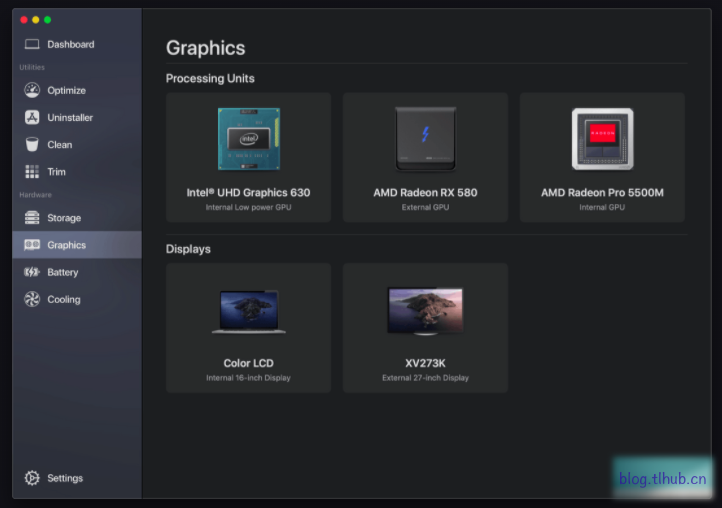 Dashboard
Utilities
Optimize
Uninstaller
Clean
Trim
Hardware
Storage
Graphics
Battery
Cooling
Settings
Graphics
Processing Units
intel
RADEON
Intel® UHD Graphics 630
Internal Low power GPU
AMD Radeon RX 580
External GPU
AMD Radeon Pro 5500M
Internal GPU
Displays
Color LCD
Internal 16-inch Display
XV273K
External 27-inch Display
blog.tlhub.cn